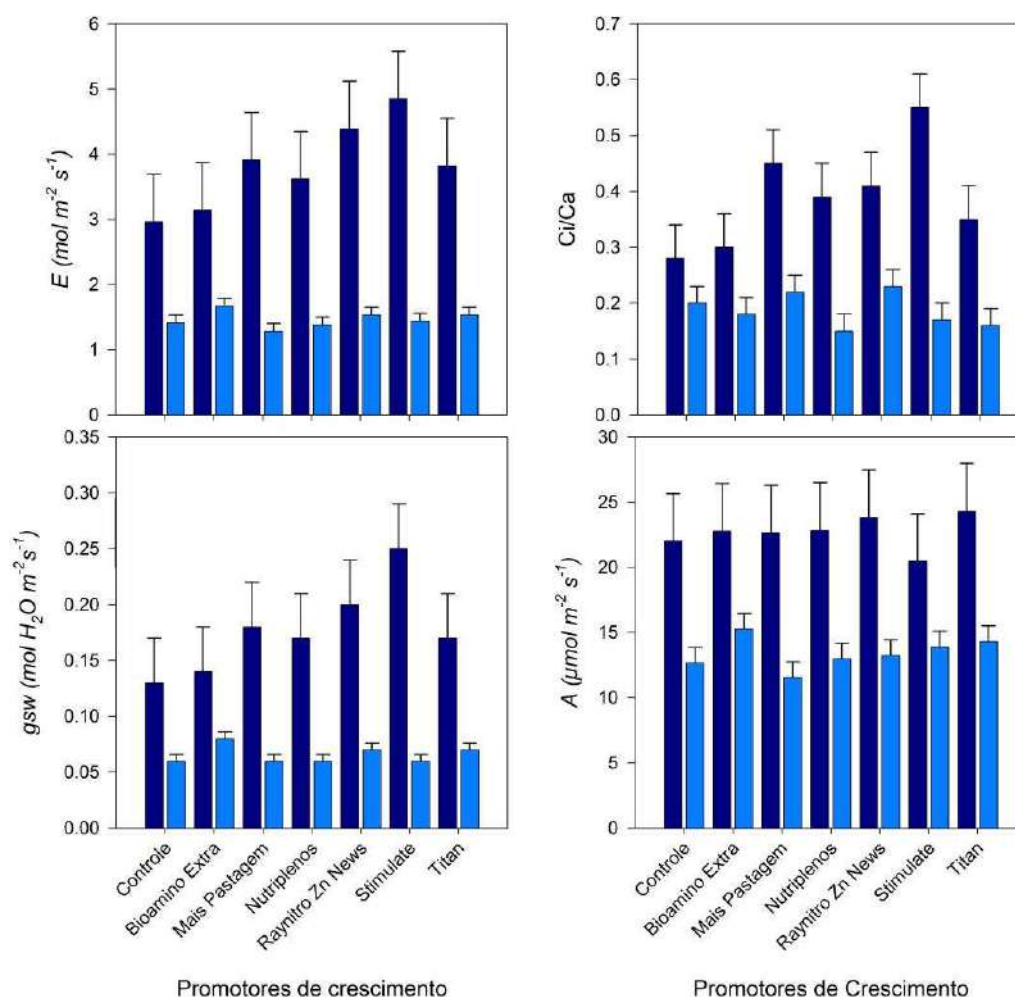 E (mol m⁻² s⁻¹)
6
5
4
3
2
1
0
Ci/Ca
0.7
0.6
0.5
0.4
0.3
0.2
0.1
0.0
gsw (mol H₂O m⁻²s⁻¹)
0.35
0.30
0.25
0.20
0.15
0.10
0.05
0.00
Controle
Bioamino Extra
Mais Pastagem
Nutriplenos
Raynitro Zn News
Stimulate
Titan
Promotores de crescimento
A (µmol m⁻² s⁻¹)
30
25
20
15
10
5
0
Controle
Bioamino Extra
Mais Pastagem
Nutriplenos
Raynitro Zn News
Stimulate
Titan
Promotores de Crescimento